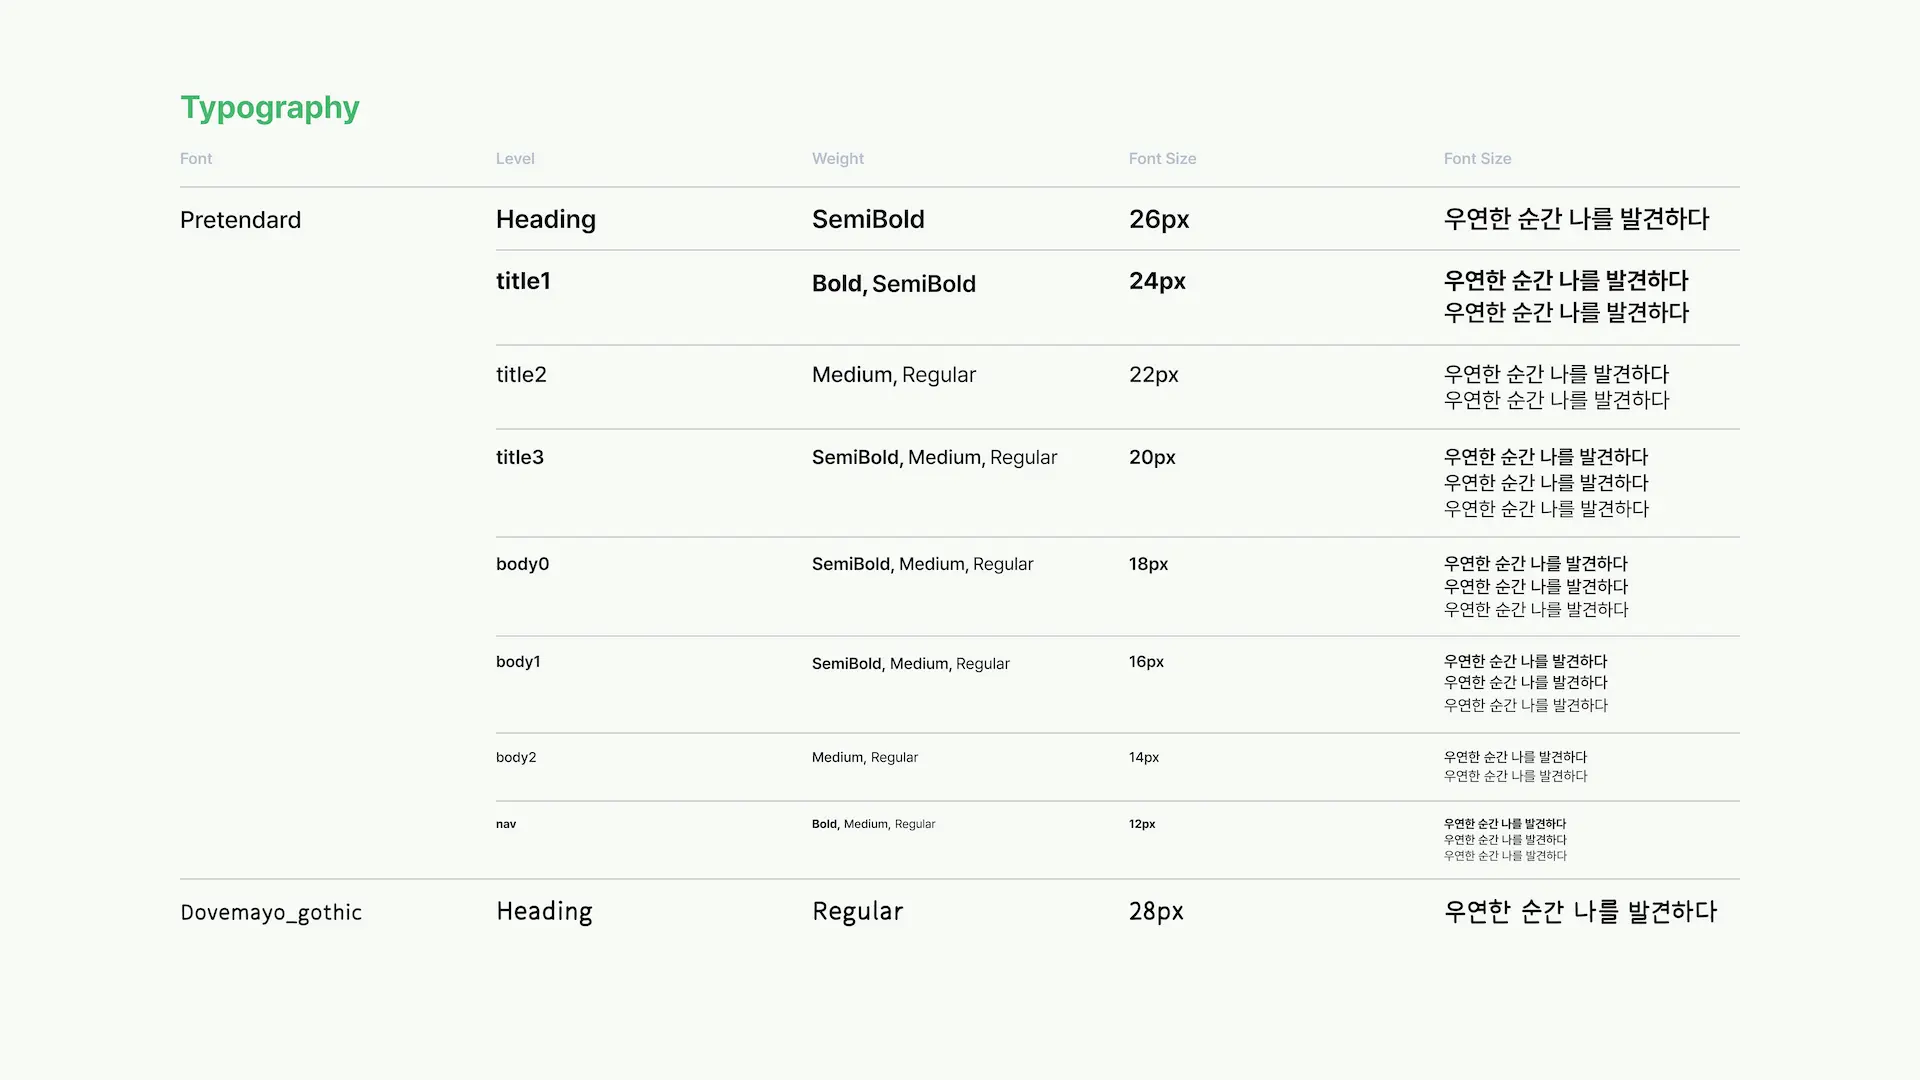 Typography
Font Level Weight Font Size Font Size
Pretendard Heading SemiBold 26px 우연한 순간 나를 발견하다
title1 Bold, SemiBold 24px 우연한 순간 나를 발견하다
우연한 순간 나를 발견하다
title2 Medium, Regular 22px 우연한 순간 나를 발견하다
우연한 순간 나를 발견하다
title3 SemiBold, Medium, Regular 20px 우연한 순간 나를 발견하다
우연한 순간 나를 발견하다
우연한 순간 나를 발견하다
body0 SemiBold, Medium, Regular 18px 우연한 순간 나를 발견하다
우연한 순간 나를 발견하다
우연한 순간 나를 발견하다
body1 SemiBold, Medium, Regular 16px 우연한 순간 나를 발견하다
우연한 순간 나를 발견하다
우연한 순간 나를 발견하다
body2 Medium, Regular 14px 우연한 순간 나를 발견하다
우연한 순간 나를 발견하다
nav Bold, Medium, Regular 12px 우연한 순간 나를 발견하다
우연한 순간 나를 발견하다
우연한 순간 나를 발견하다
Dovemayo_gothic Heading Regular 28px 우연한 순간 나를 발견하다